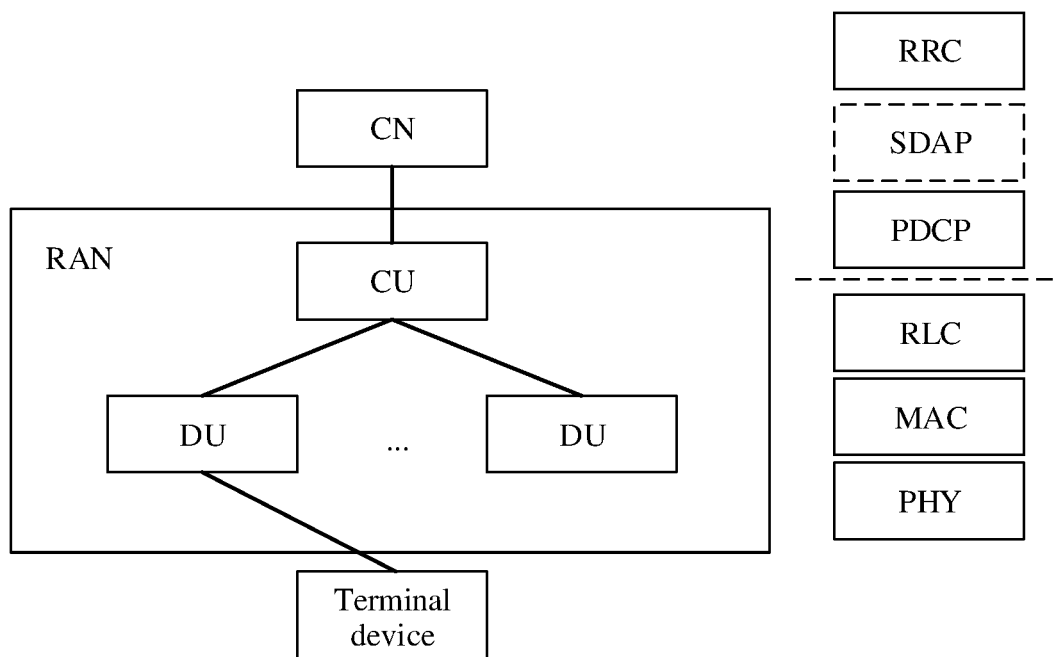 RRC
CN
SDAP
RAN
PDCP
CU
RLC
DU
...
DU
MAC
PHY
Terminal
device